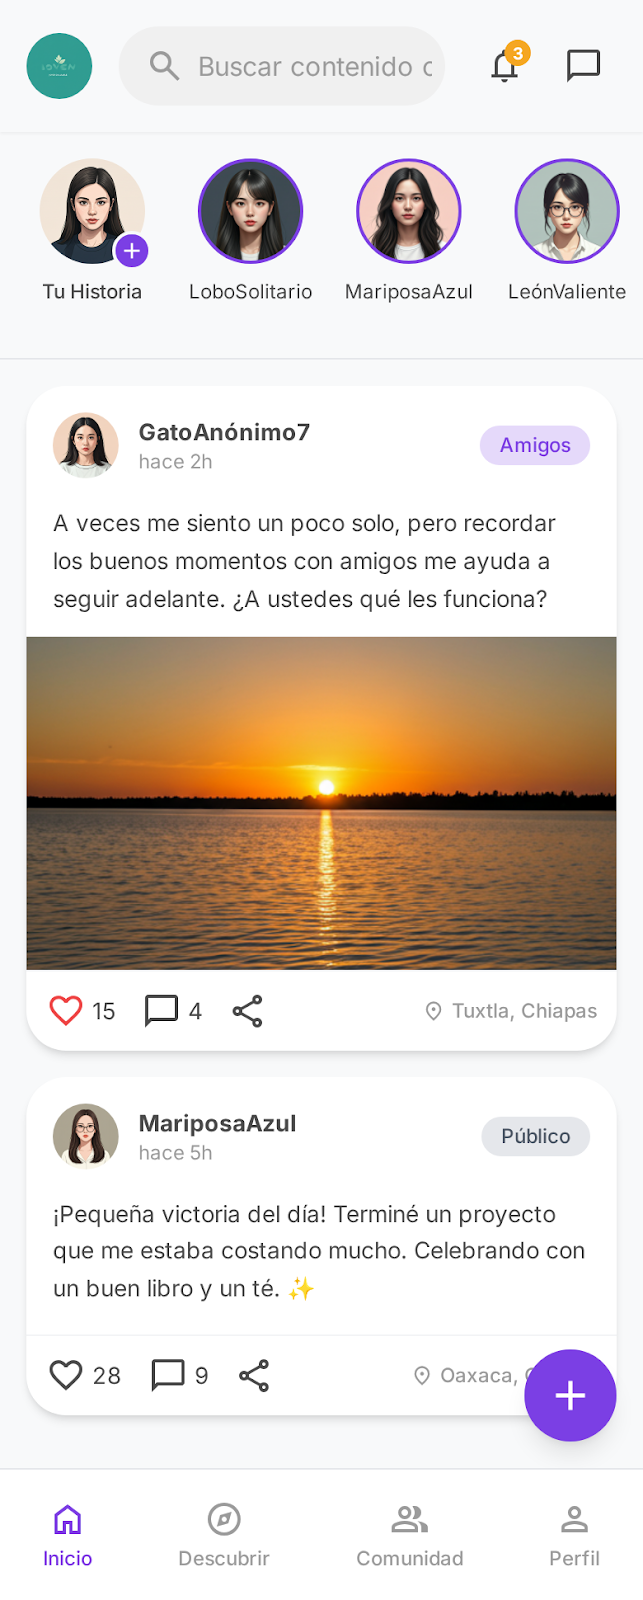 Buscar contenido
3
Tu Historia
LoboSolitario
MariposaAzul
LeónValiente
GatoAnónimo7
hace 2h
Amigos
A veces me siento un poco solo, pero recordar
los buenos momentos con amigos me ayuda a
seguir adelante. ¿A ustedes qué les funciona?
15
4
Tuxtla, Chiapas
MariposaAzul
hace 5h
Público
¡Pequeña victoria del día! Terminé un proyecto
que me estaba costando mucho. Celebrando con
un buen libro y un té. ✨
28
9
Oaxaca,
Inicio
Descubrir
Comunidad
Perfil